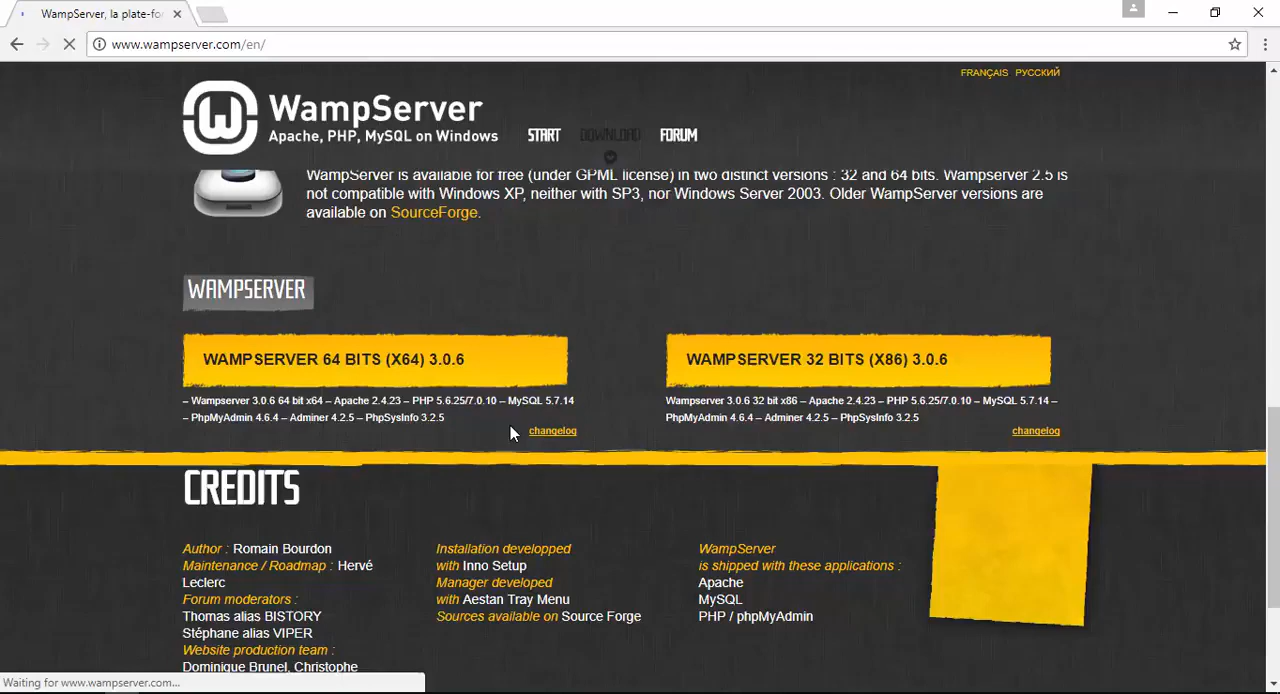 WampServer, la plate-for
www.wampserver.com/en/
FRANÇAIS РУССКИЙ
WampServer
Apache, PHP, MySQL on Windows
START DOWNLOAD FORUM
WampServer is available for free (under GPML license) in two distinct versions : 32 and 64 bits. Wampserver 2.5 is
not compatible with Windows XP, neither with SP3, nor Windows Server 2003. Older WampServer versions are
available on SourceForge.
WAMPSERVER
WAMPSERVER 64 BITS (X64) 3.0.6
WAMPSERVER 32 BITS (X86) 3.0.6
– Wampserver 3.0.6 64 bit x64 – Apache 2.4.23 – PHP 5.6.25/7.0.10 – MySQL 5.7.14
– PhpMyAdmin 4.6.4 – Adminer 4.2.5 – PhpSysInfo 3.2.5
changelog
Wampserver 3.0.6 32 bit x86 – Apache 2.4.23 – PHP 5.6.25/7.0.10 – MySQL 5.7.14 –
PhpMyAdmin 4.6.4 – Adminer 4.2.5 – PhpSysInfo 3.2.5
changelog
CREDITS
Author : Romain Bourdon
Maintenance / Roadmap : Hervé
Leclerc
Forum moderators :
Thomas alias BISTORY
Stéphane alias VIPER
Website production team :
Dominique Brunel, Christophe
Installation developped
with Inno Setup
Manager developed
with Aestan Tray Menu
Sources available on Source Forge
WampServer
is shipped with these applications :
Apache
MySQL
PHP / phpMyAdmin
Waiting for www.wampserver.com...